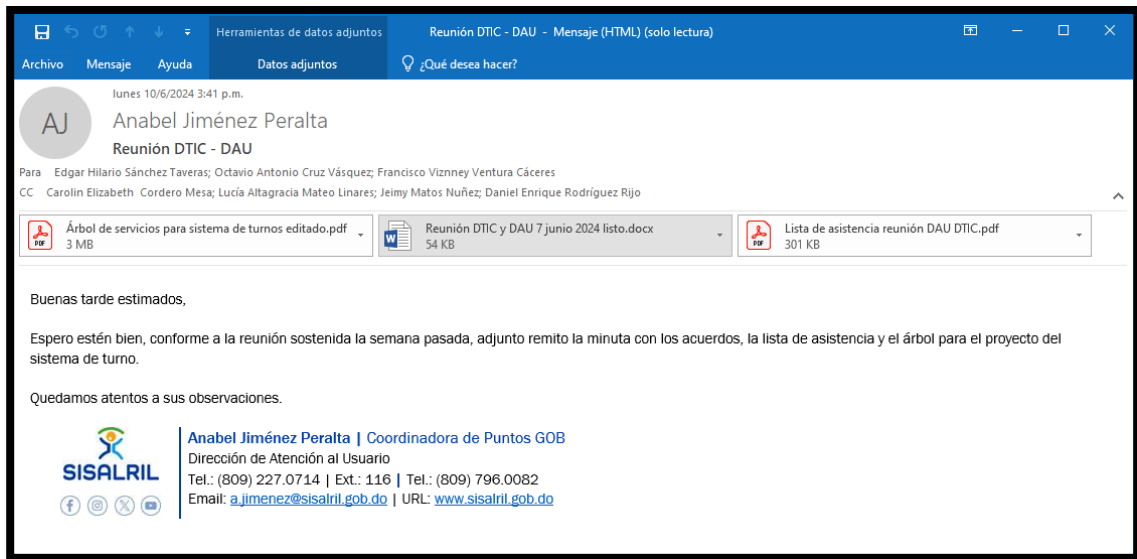 Herramientas de datos adjuntos
Reunión DTIC - DAU - Mensaje (HTML) (solo lectura)
Archivo Mensaje Ayuda Datos adjuntos ¿Qué desea hacer?
lunes 10/6/2024 3:41 p.m.
AJ
Anabel Jiménez Peralta
Reunión DTIC - DAU
Para Edgar Hilario Sánchez Taveras; Octavio Antonio Cruz Vásquez; Francisco Viznney Ventura Cáceres
CC Carolin Elizabeth Cordero Mesa; Lucía Altagracia Mateo Linares; Jeimy Matos Nuñez; Daniel Enrique Rodríguez Rijo
PDF
Árbol de servicios para sistema de turnos editado.pdf
3 MB
Reunión DTIC y DAU 7 junio 2024 listo.docx
54 KB
PDF
Lista de asistencia reunión DAU DTIC.pdf
301 KB
Buenas tarde estimados,
Espero estén bien, conforme a la reunión sostenida la semana pasada, adjunto remito la minuta con los acuerdos, la lista de asistencia y el árbol para el proyecto del
sistema de turno.
Quedamos atentos a sus observaciones.
SISALRIL
Anabel Jiménez Peralta | Coordinadora de Puntos GOB
Dirección de Atención al Usuario
Tel.: (809) 227.0714 | Ext.: 116 | Tel.: (809) 796.0082
Email: a.jimenez@sisalril.gob.do | URL: www.sisalril.gob.do